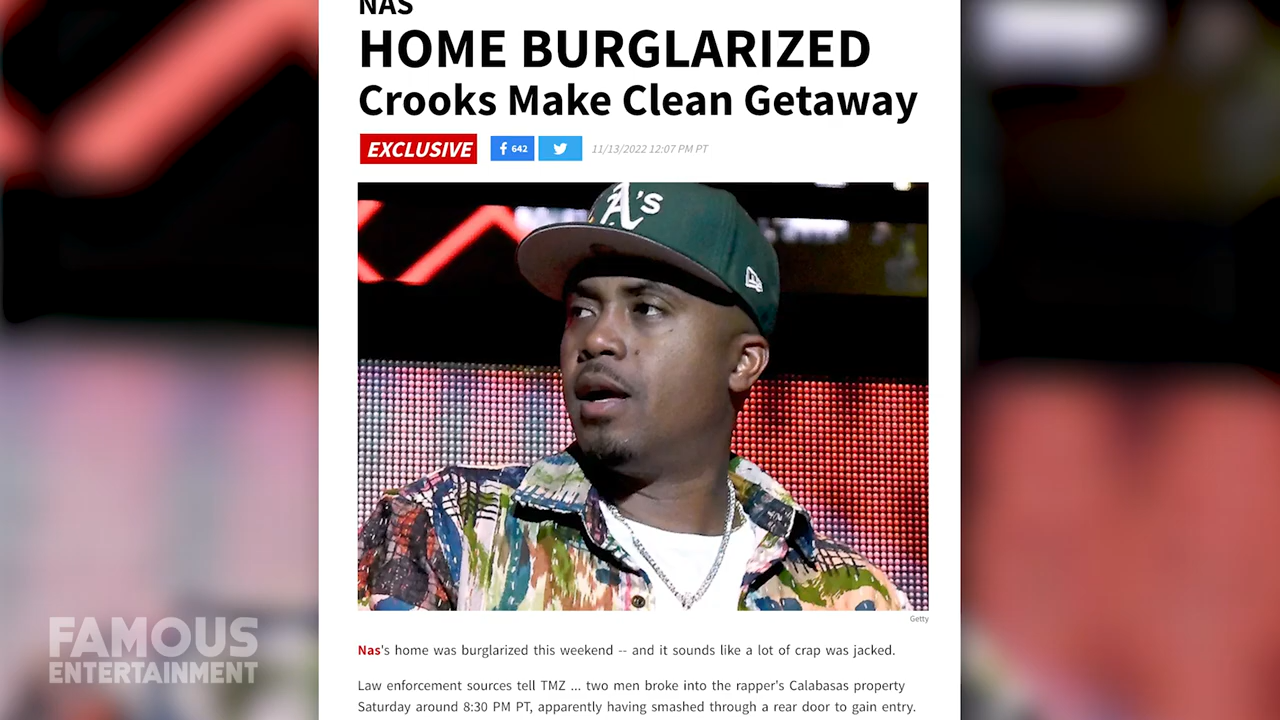 NAS
HOME BURGLARIZED
Crooks Make Clean Getaway
EXCLUSIVE
642
11/13/2022 12:07 PM PT
A's
Getty
Nas's home was burglarized this weekend -- and it sounds like a lot of crap was jacked.
Law enforcement sources tell TMZ ... two men broke into the rapper's Calabasas property
Saturday around 8:30 PM PT, apparently having smashed through a rear door to gain entry.
FAMOUS
ENTERTAINMENT